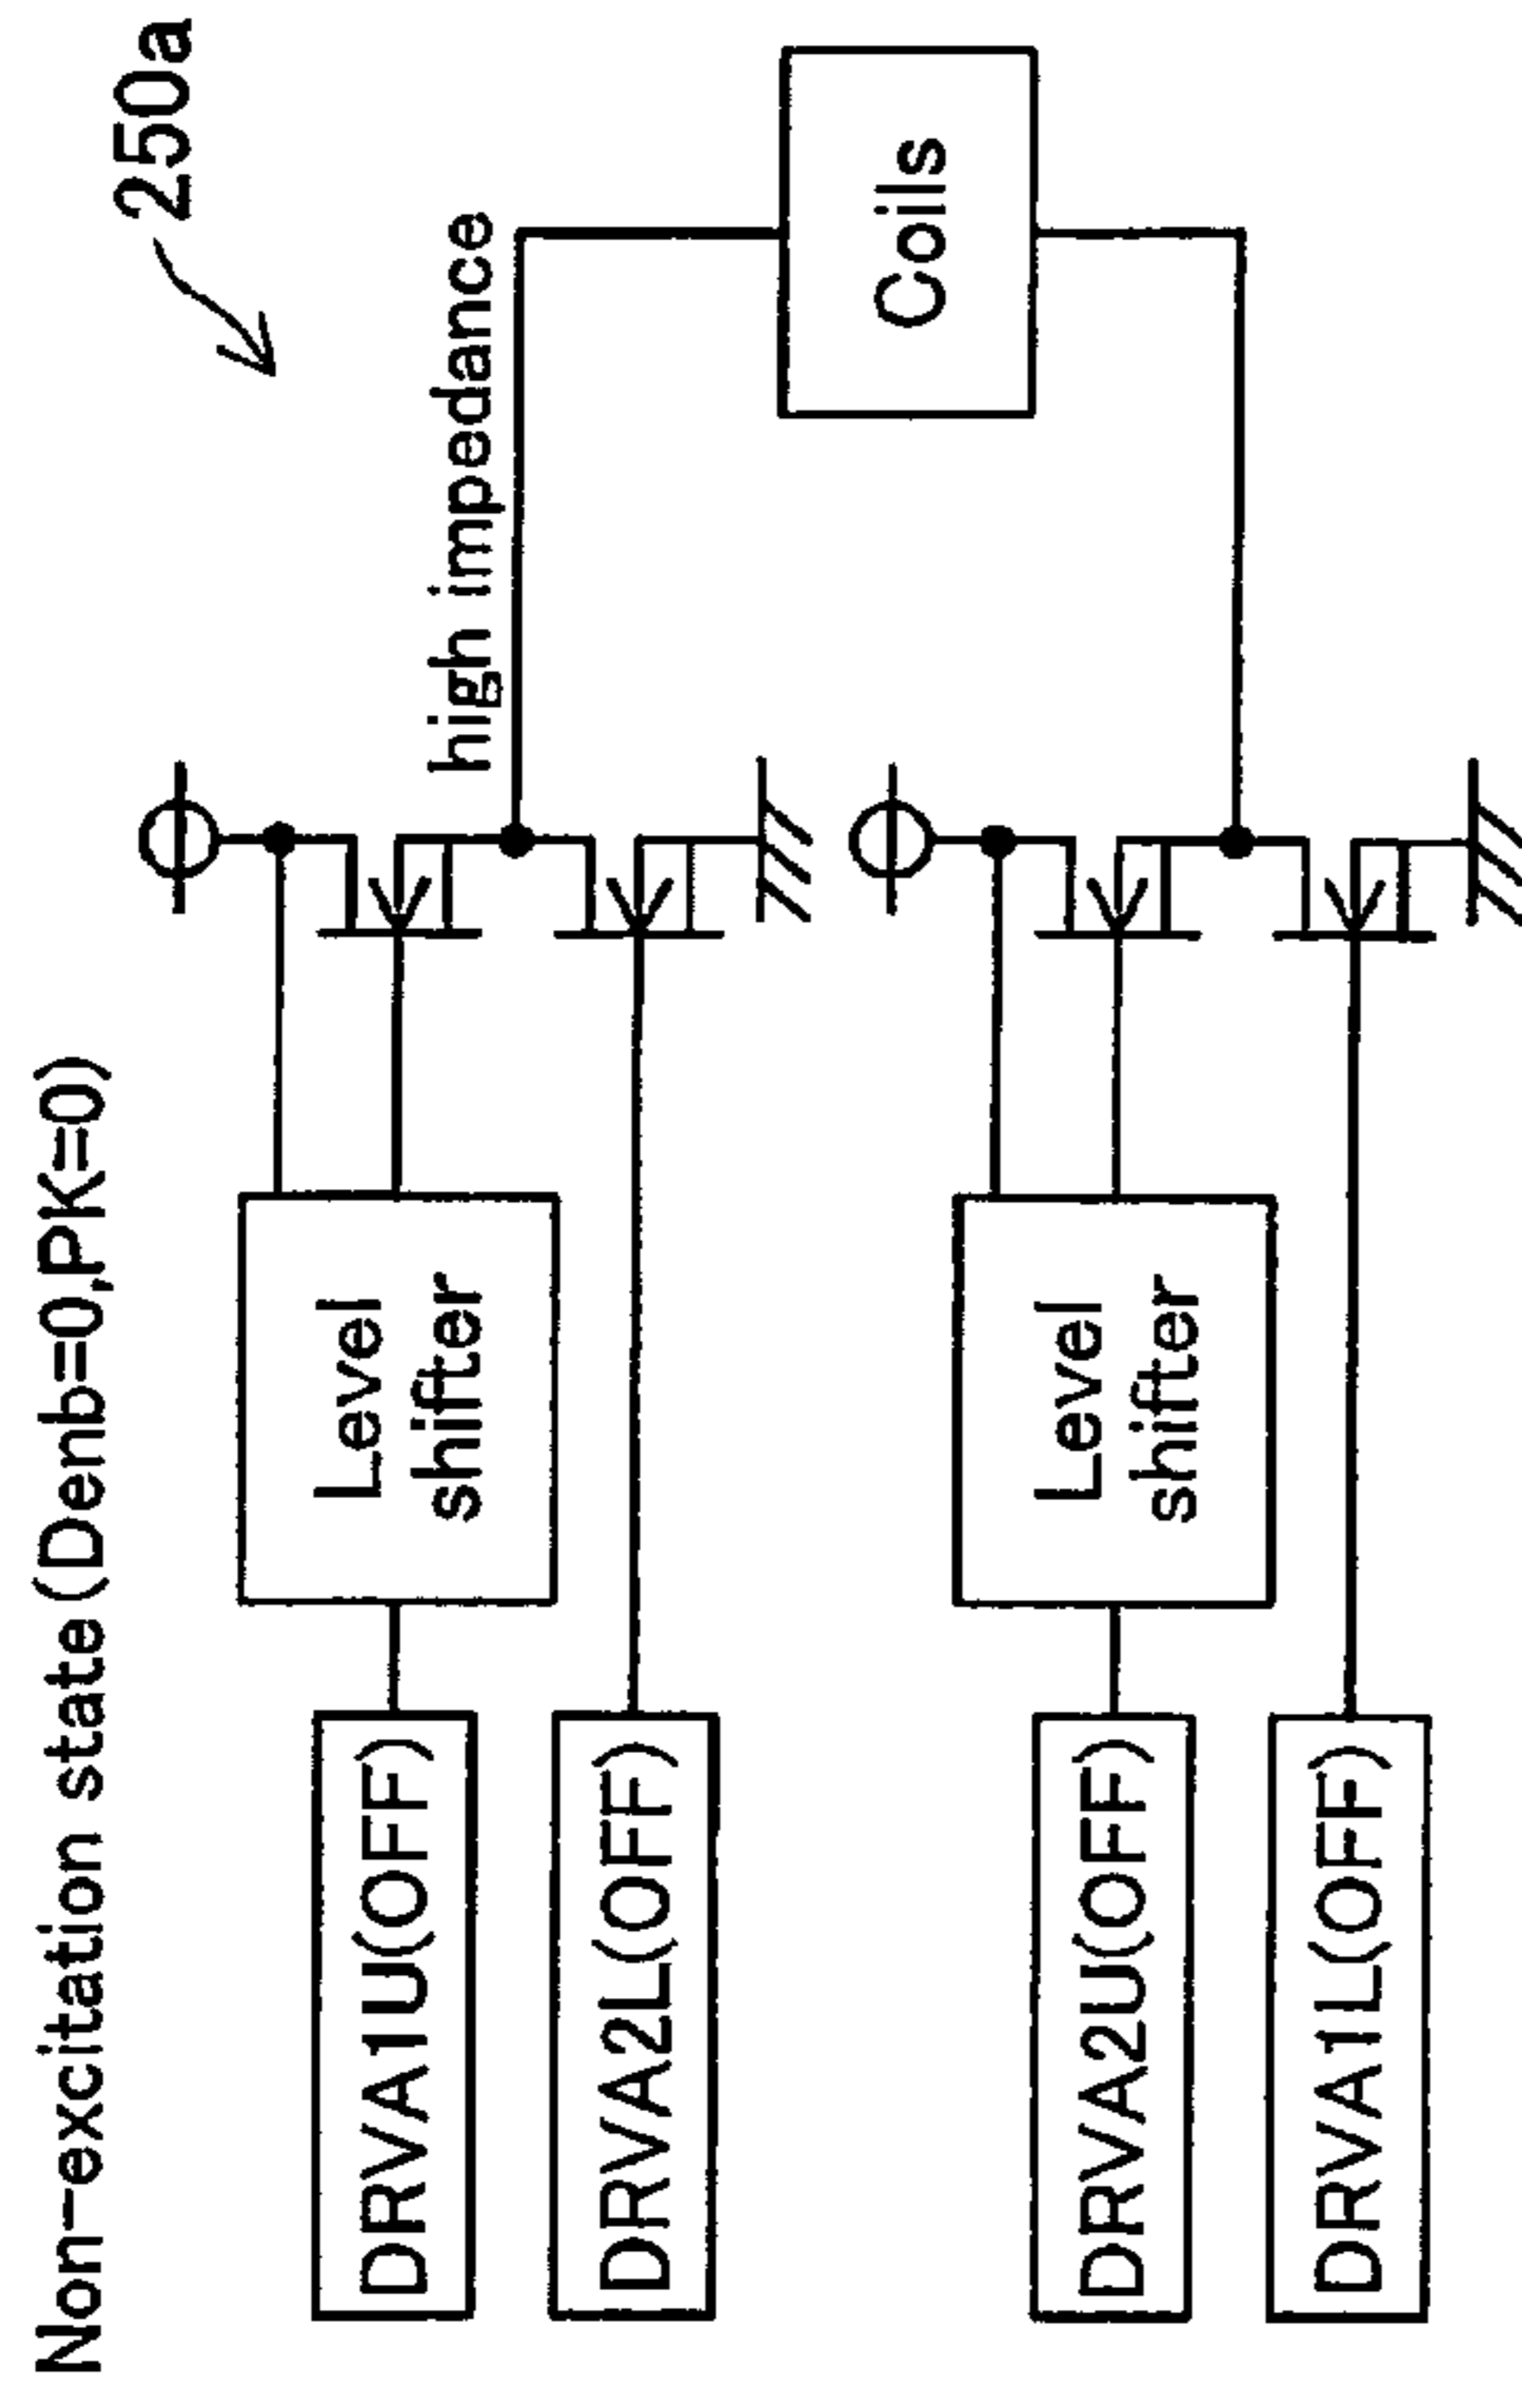 Non-excitation state(Denb=0,PK=0)
250a
high impedance
Level
shifter
DRVA1U(OFF)
DRVA2L(OFF)
Coils
Level
shifter
DRVA2U(OFF)
DRVA1L(OFF)